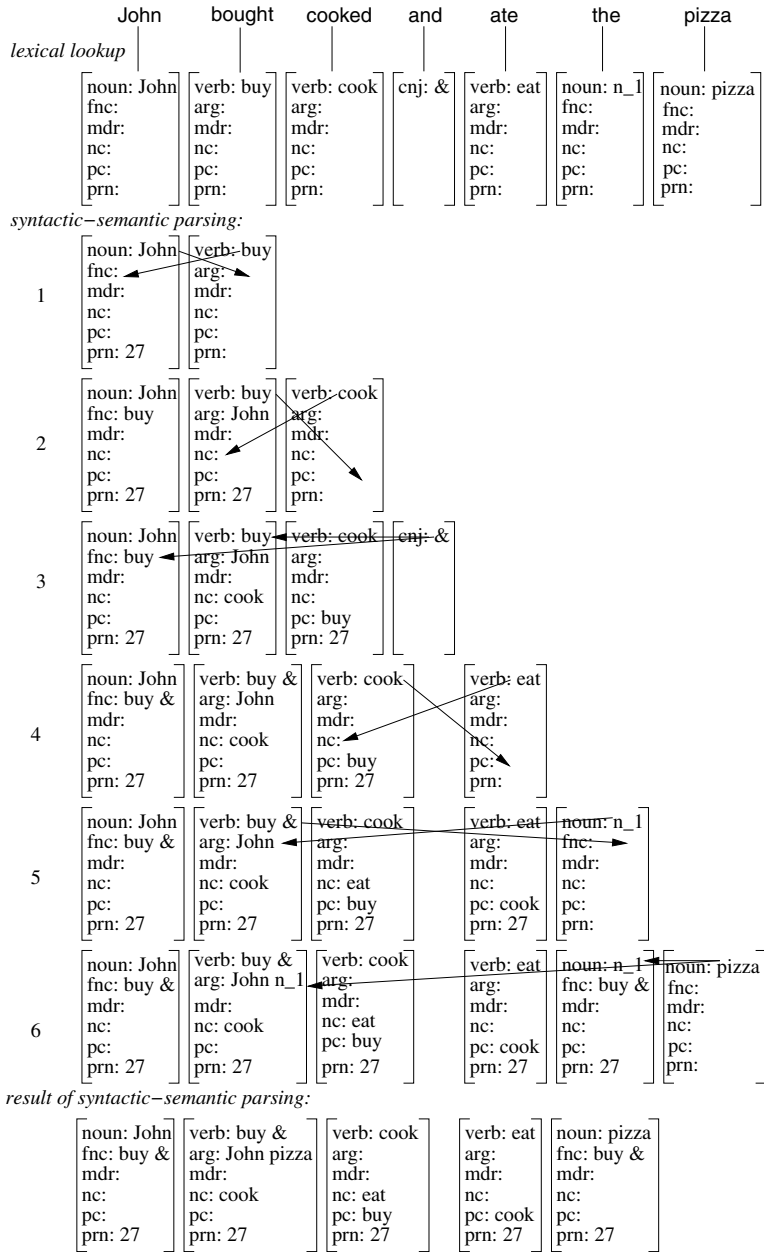 John bought cooked and ate the pizza
lexical lookup
noun: John verb: buy verb: cook cnj: & verb: eat noun: n_1 noun: pizza
fnc: arg: arg: arg: fnc: fnc:
mdr: mdr: mdr: mdr: mdr: mdr:
nc: nc: nc: nc: nc: nc:
pc: pc: pc: pc: pc: pc:
prn: prn: prn: prn: prn: prn:
syntactic−semantic parsing:
noun: John verb: buy
fnc: arg:
1 mdr: mdr:
nc: nc:
pc: pc:
prn: 27 prn:
noun: John verb: buy verb: cook
fnc: buy arg: John arg:
2 mdr: mdr: mdr:
nc: nc: nc:
pc: pc: pc:
prn: 27 prn: 27 prn:
noun: John verb: buy verb: cook cnj: &
fnc: buy arg: John arg:
3 mdr: mdr: mdr:
nc: nc: cook nc:
pc: pc: pc: buy
prn: 27 prn: 27 prn: 27
noun: John verb: buy & verb: cook verb: eat
fnc: buy & arg: John arg: arg:
4 mdr: mdr: mdr: mdr:
nc: nc: cook nc: nc:
pc: pc: pc: buy pc:
prn: 27 prn: 27 prn: 27 prn:
noun: John verb: buy & verb: cook verb: eat noun: n_1
fnc: buy & arg: John arg: arg: fnc:
5 mdr: mdr: mdr: mdr: mdr:
nc: nc: cook nc: eat nc: nc:
pc: pc: pc: buy pc: cook pc:
prn: 27 prn: 27 prn: 27 prn: 27 prn:
noun: John verb: buy & verb: cook verb: eat noun: n_1 noun: pizza
fnc: buy & arg: John n_1 arg: arg: fnc: buy & fnc:
6 mdr: mdr: mdr: mdr: mdr: mdr:
nc: nc: cook nc: eat nc: nc: nc:
pc: pc: pc: buy pc: cook pc: pc:
prn: 27 prn: 27 prn: 27 prn: 27 prn: 27 prn:
result of syntactic−semantic parsing:
noun: John verb: buy & verb: cook verb: eat noun: pizza
fnc: buy & arg: John pizza arg: arg: fnc: buy &
mdr: mdr: mdr: mdr: mdr:
nc: nc: cook nc: eat nc: nc:
pc: pc: pc: buy pc: cook pc:
prn: 27 prn: 27 prn: 27 prn: 27 prn: 27